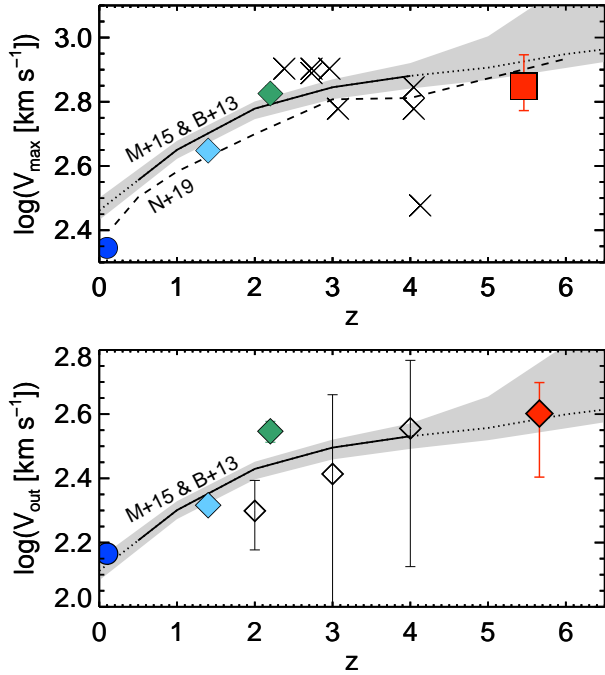 3.0
2.8
2.6
2.4
log(V_max [km s⁻¹])
M+15 & B+13
N+19
0 1 2 3 4 5 6
z
2.8
2.6
2.4
2.2
2.0
log(V_out [km s⁻¹])
M+15 & B+13
0 1 2 3 4 5 6
z